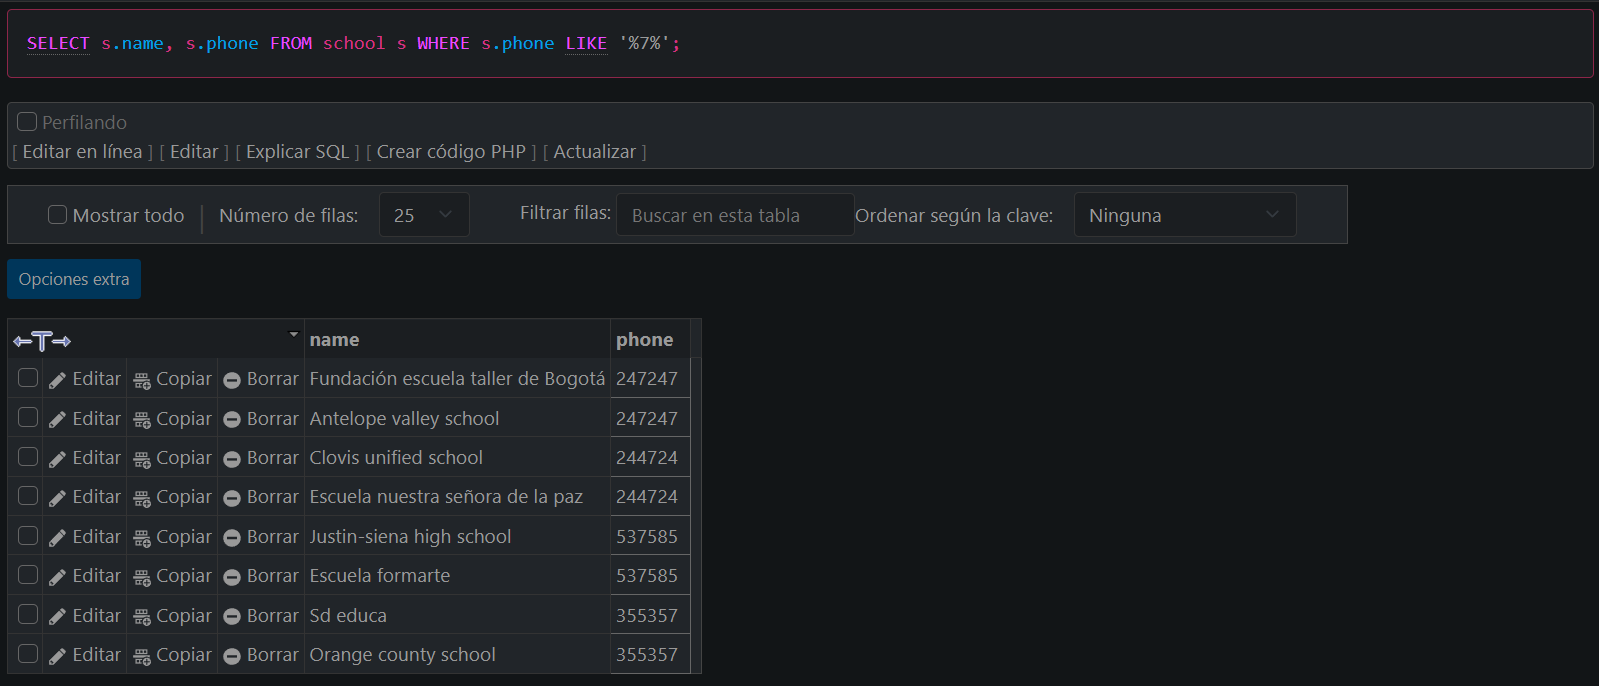 SELECT s.name, s.phone FROM school s WHERE s.phone LIKE '%7%';
Perfilando
[ Editar en línea ] [ Editar ] [ Explicar SQL ] [ Crear código PHP ] [ Actualizar ]
Mostrar todo | Número de filas: 25 Filtrar filas: Buscar en esta tabla Ordenar según la clave: Ninguna
Opciones extra
←T→ name phone
Editar Copiar Borrar Fundación escuela taller de Bogotá 247247
Editar Copiar Borrar Antelope valley school 247247
Editar Copiar Borrar Clovis unified school 244724
Editar Copiar Borrar Escuela nuestra señora de la paz 244724
Editar Copiar Borrar Justin-siena high school 537585
Editar Copiar Borrar Escuela formarte 537585
Editar Copiar Borrar Sd educa 355357
Editar Copiar Borrar Orange county school 355357